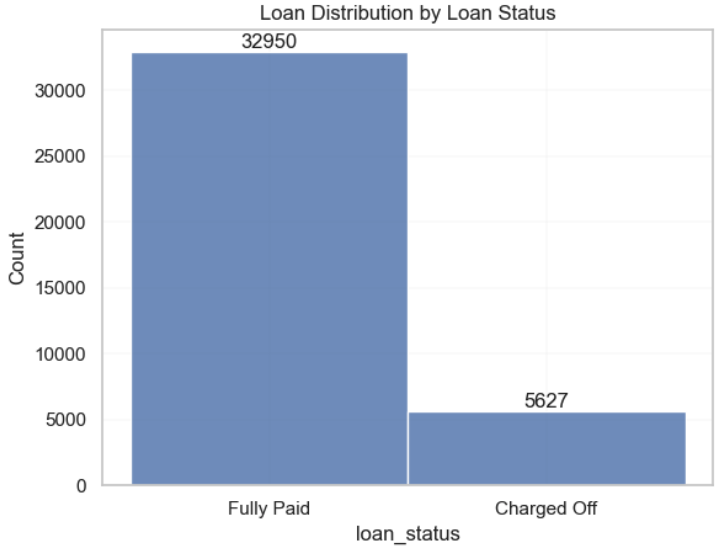 Loan Distribution by Loan Status
32950
5627
30000
25000
20000
15000
10000
5000
0
Count
Fully Paid
Charged Off
loan_status